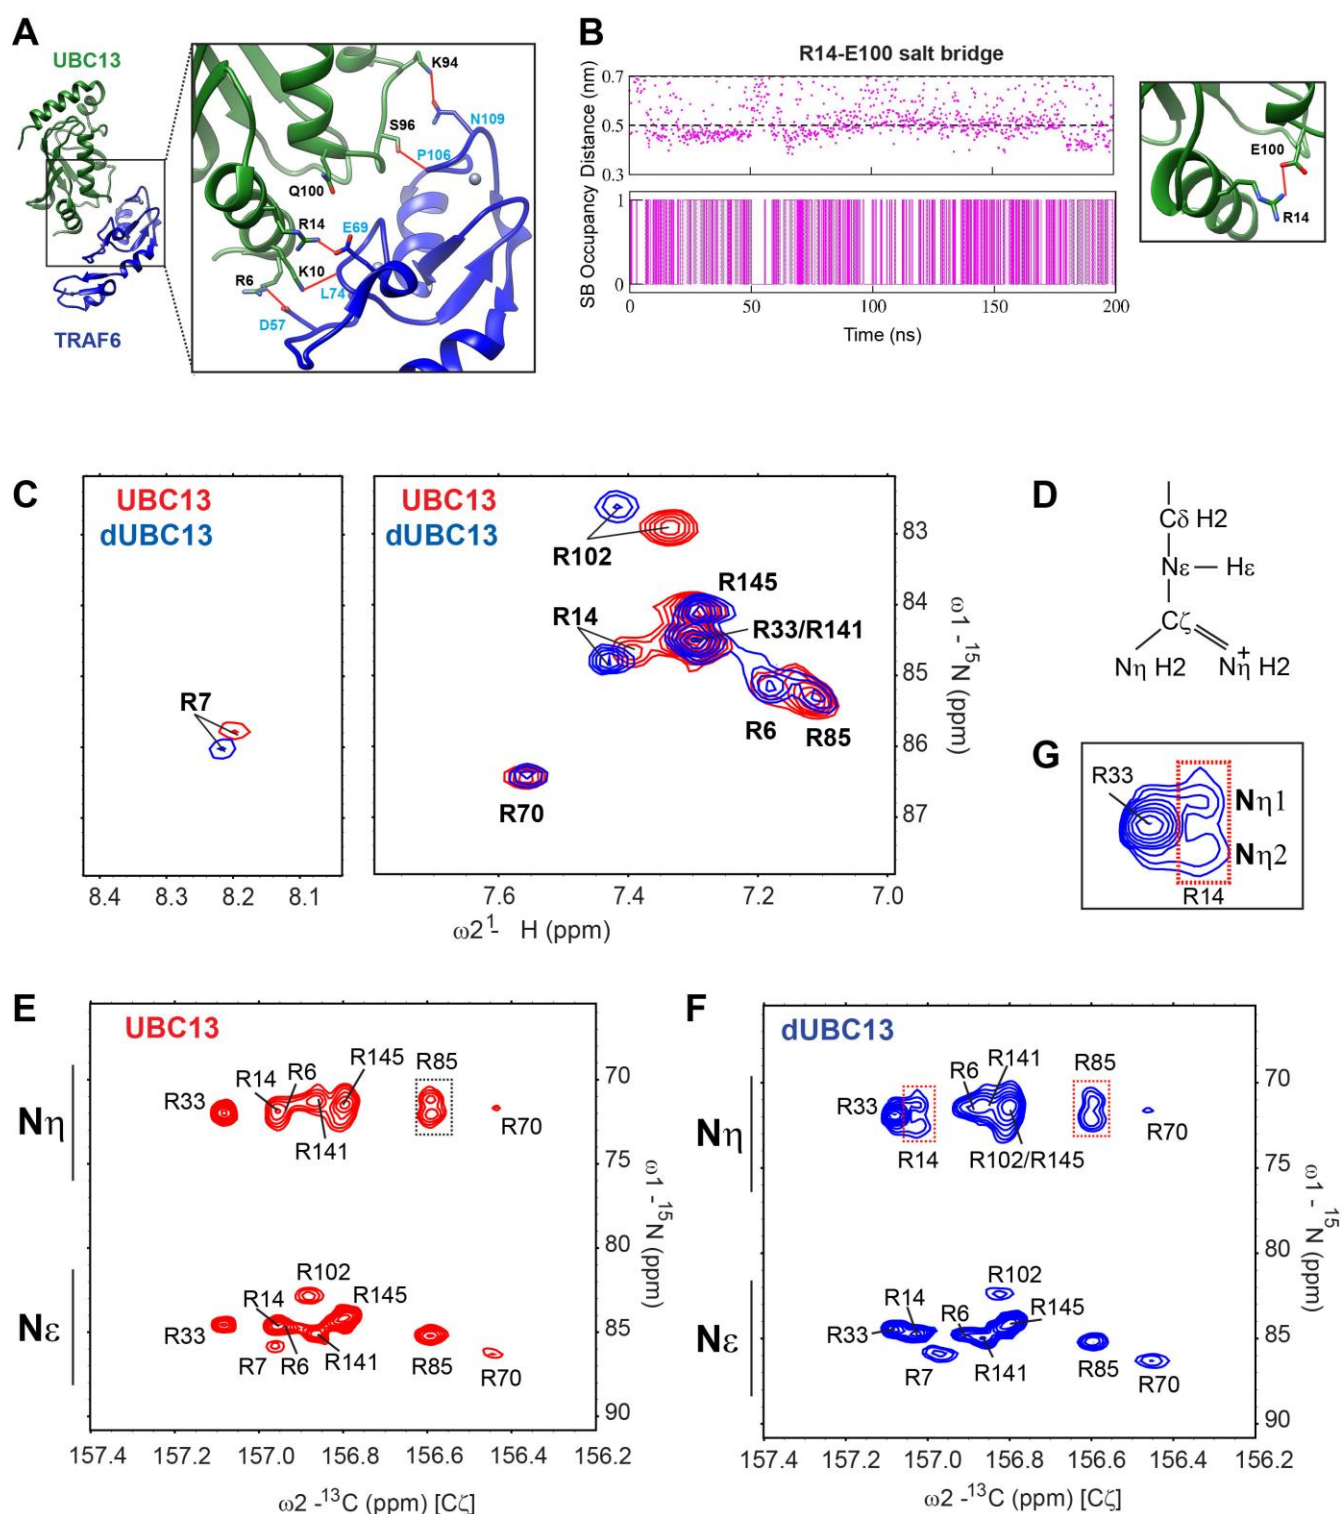 A
UBC13
TRAF6
K94
S96
N109
P106
Q100
R14
E69
R6
K10
L74
D57
B
R14-E100 salt bridge
SB Occupancy Distance (nm)
0.7
0.5
0.3
1
0
0
50
100
150
200
Time (ns)
E100
R14
C
UBC13
dUBC13
R7
8.4
8.3
8.2
8.1
UBC13
dUBC13
R102
R145
R14
R33/R141
R6
R85
R70
83
84
85
86
87
ω1 -15N (ppm)
7.6
7.4
7.2
7.0
ω2 1- H (ppm)
D
Cδ H2
Nε — Hε
Cζ
Nη H2
+
Nη H2
G
R33
Nη1
Nη2
R14
E
UBC13
Nη
Nε
R33
R14
R6
R145
R85
R141
R70
R102
R14
R145
R33
R7
R6
R141
R85
R70
70
75
80
85
90
ω1 -15N (ppm)
157.4
157.0
156.8
156.6
156.4
156.2
ω2 -13C (ppm) [Cζ]
F
dUBC13
Nη
Nε
R33
R14
R6
R141
R85
R102/R145
R70
R102
R14
R6
R145
R33
R7
R141
R85
R70
70
75
80
85
90
ω1 - 15N (ppm)
157.4
157.0
156.8
156.6
156.4
156.2
ω2 -13C (ppm) [Cζ]